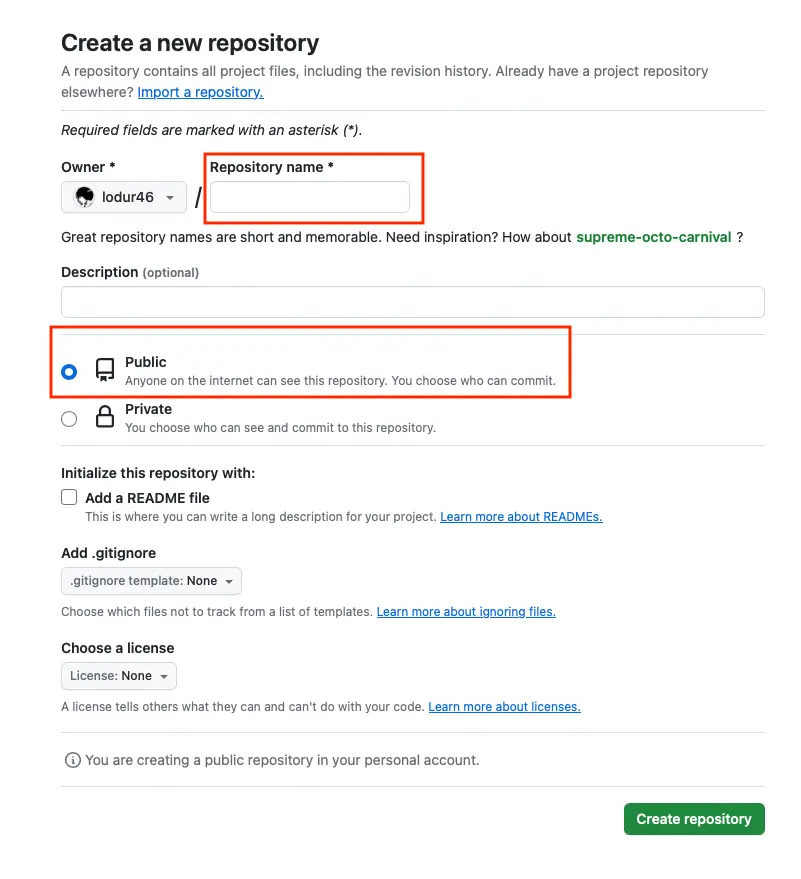 Create a new repository
A repository contains all project files, including the revision history. Already have a project repository
elsewhere? Import a repository.
Required fields are marked with an asterisk (*).
Owner *
Repository name *
lodur46
/
Great repository names are short and memorable. Need inspiration? How about supreme-octo-carnival ?
Description (optional)
Public
Anyone on the internet can see this repository. You choose who can commit.
Private
You choose who can see and commit to this repository.
Initialize this repository with:
Add a README file
This is where you can write a long description for your project. Learn more about READMEs.
Add .gitignore
.gitignore template: None
Choose which files not to track from a list of templates. Learn more about ignoring files.
Choose a license
License: None
A license tells others what they can and can't do with your code. Learn more about licenses.
You are creating a public repository in your personal account.
Create repository